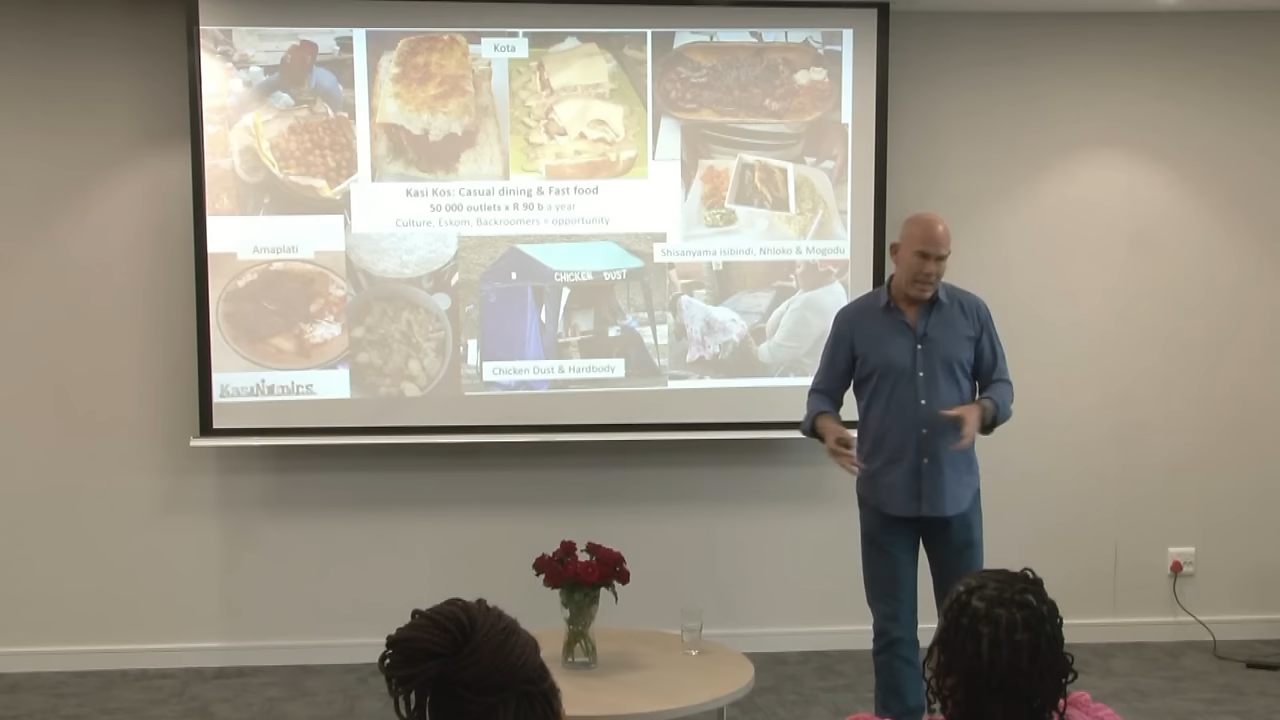 Kota
Kasi Kos: Casual dining & Fast food
50 000 outlets x R 90 b a year
Culture, Eskom, Backroomers = opportunity
Amaplati
Shisanyama isibindi, Nhloko & Mogodu
CHICKEN DUST
Chicken Dust & Hardbody
KasiNomics